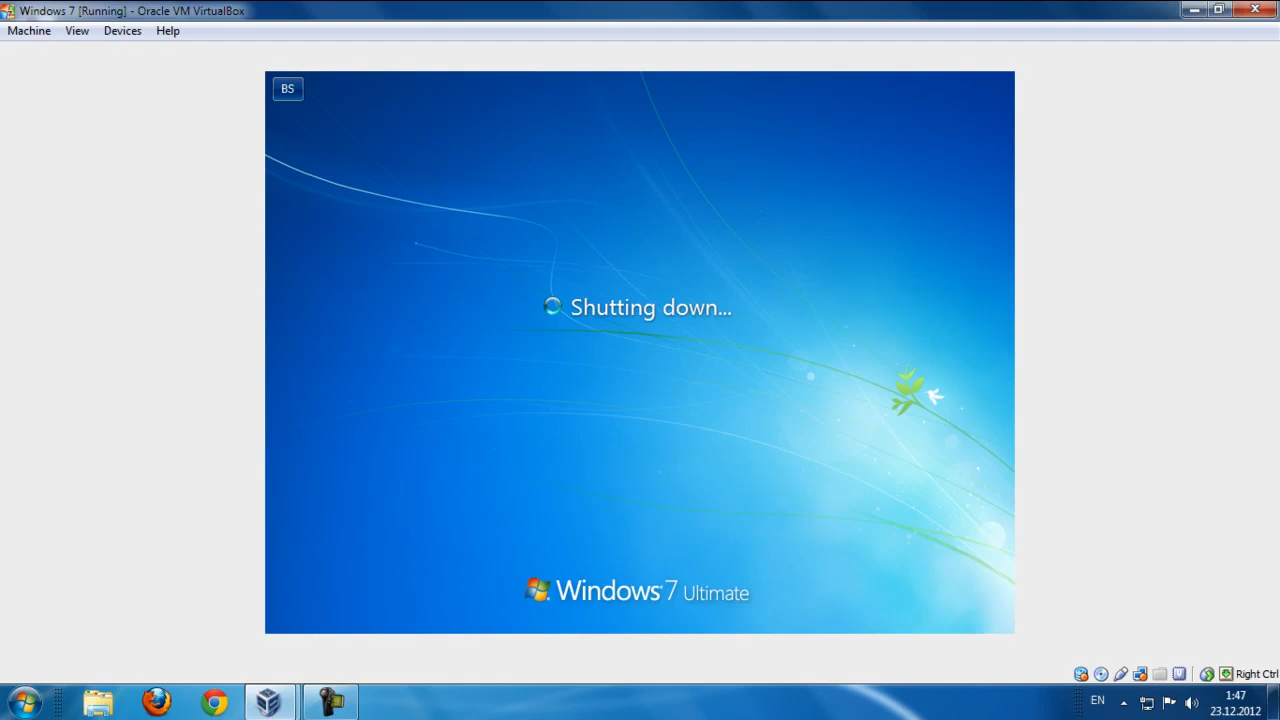 Windows 7 [Running] - Oracle VM VirtualBox
Machine View Devices Help
BS
Shutting down...
Windows 7 Ultimate
Right Ctrl
EN
1:47
23.12.2012